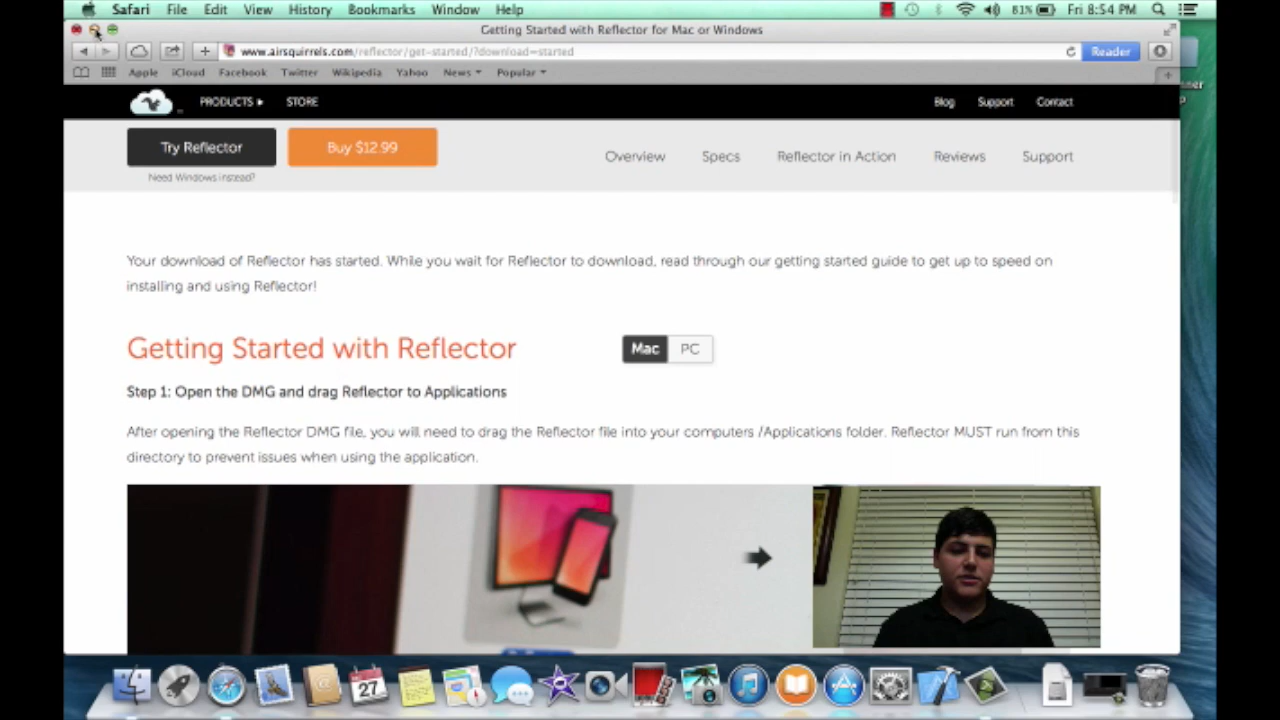 Safari File Edit View History Bookmarks Window Help 81% Fri 8:54 PM
Getting Started with Reflector for Mac or Windows
www.airsquirrels.com/reflector/get-started/?download=started Reader
Apple iCloud Facebook Twitter Wikipedia Yahoo News Popular
PRODUCTS STORE Blog Support Contact
Try Reflector Buy $12.99
Overview Specs Reflector in Action Reviews Support
Need Windows instead?
Your download of Reflector has started. While you wait for Reflector to download, read through our getting started guide to get up to speed on
installing and using Reflector!
Getting Started with Reflector Mac PC
Step 1: Open the DMG and drag Reflector to Applications
After opening the Reflector DMG file, you will need to drag the Reflector file into your computers /Applications folder. Reflector MUST run from this
directory to prevent issues when using the application.
27